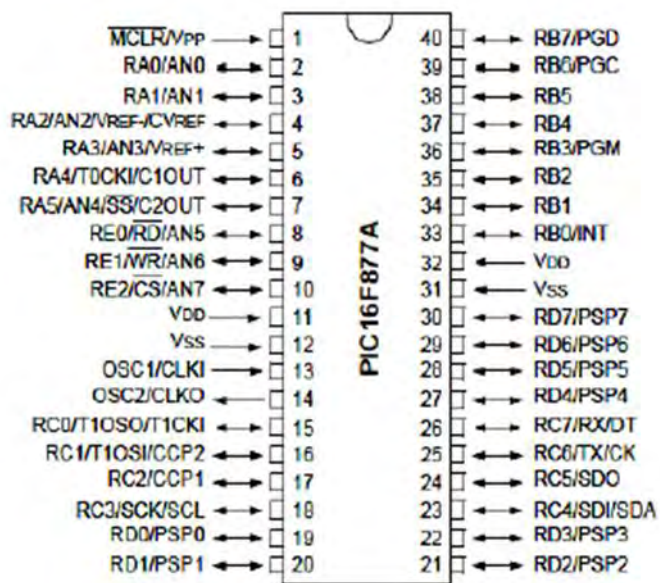 MCLR/VPP 1 40 RB7/PGD
RA0/AN0 2 39 RB6/PGC
RA1/AN1 3 38 RB5
RA2/AN2/VREF-/CVREF 4 37 RB4
RA3/AN3/VREF+ 5 36 RB3/PGM
RA4/T0CKI/C1OUT 6 35 RB2
RA5/AN4/SS/C2OUT 7 34 RB1
RE0/RD/AN5 8 33 RB0/INT
RE1/WR/AN6 9 32 VDD
RE2/CS/AN7 10 31 VSS
VDD 11 30 RD7/PSP7
VSS 12 29 RD6/PSP6
OSC1/CLKI 13 28 RD5/PSP5
OSC2/CLKO 14 27 RD4/PSP4
RC0/T1OSO/T1CKI 15 26 RC7/RX/DT
RC1/T1OSI/CCP2 16 25 RC6/TX/CK
RC2/CCP1 17 24 RC5/SDO
RC3/SCK/SCL 18 23 RC4/SDI/SDA
RD0/PSP0 19 22 RD3/PSP3
RD1/PSP1 20 21 RD2/PSP2
PIC16F877A